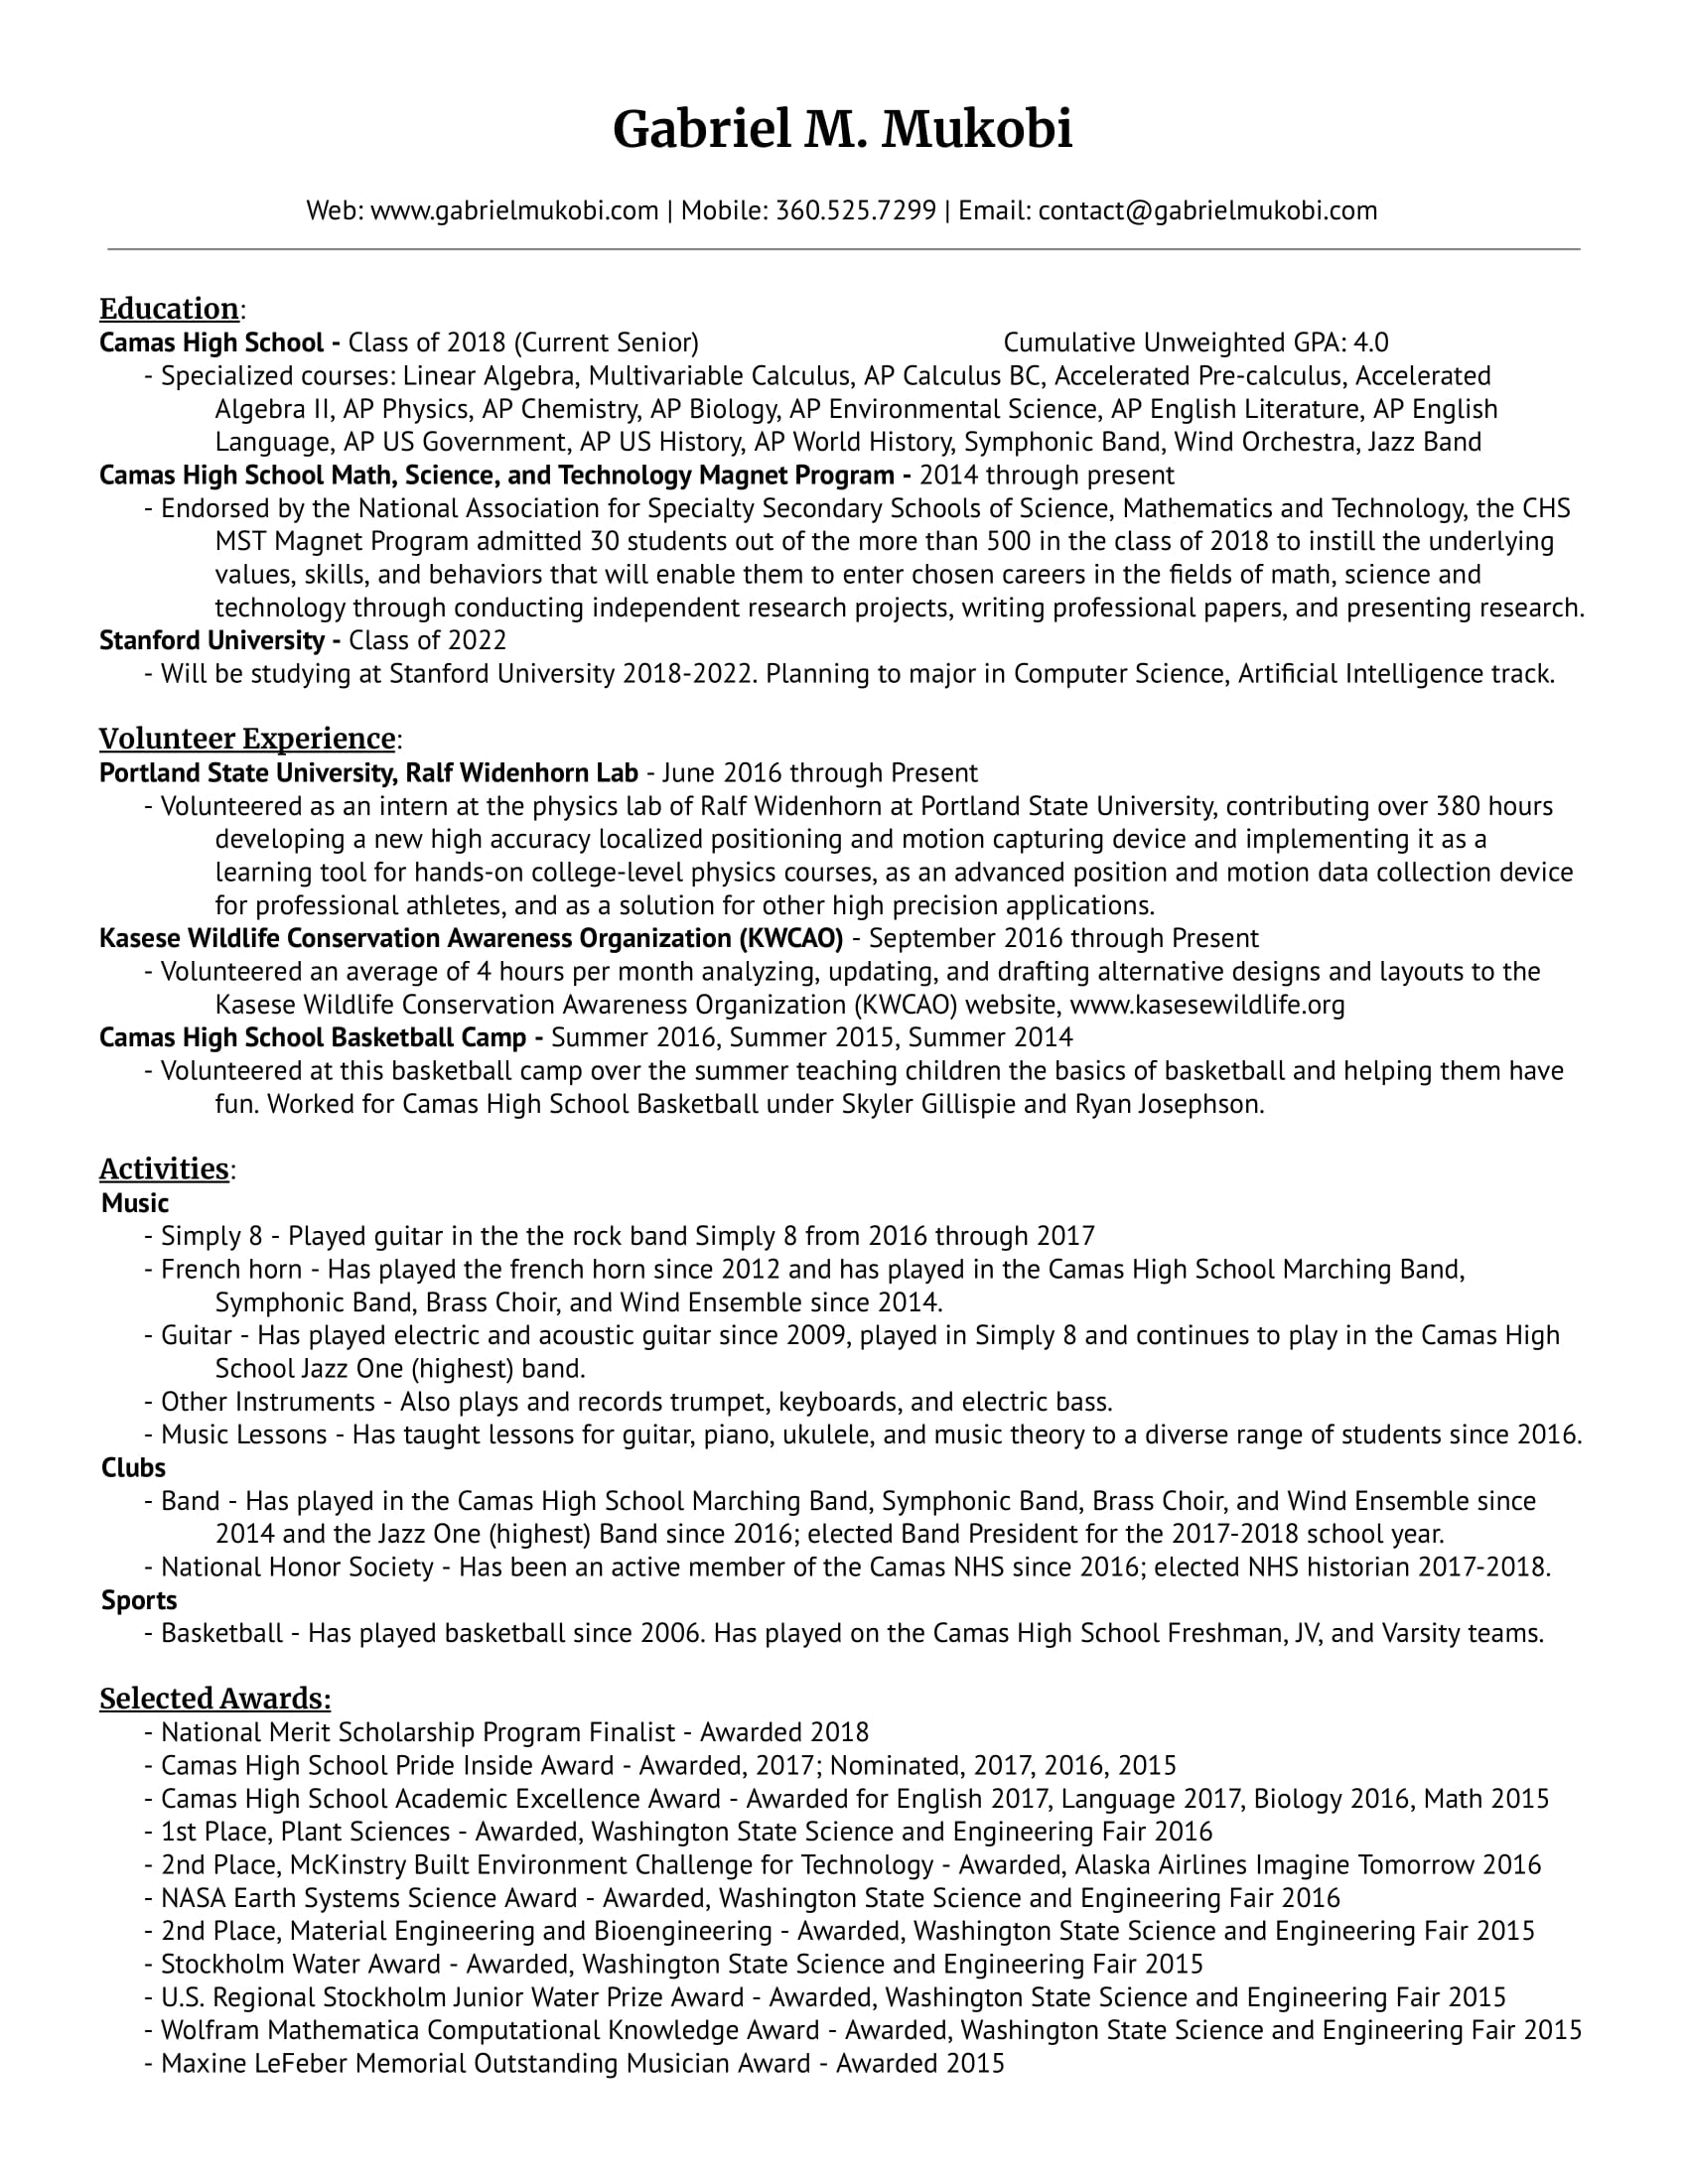 Gabriel M. Mukobi
Web: www.gabrielmukobi.com | Mobile: 360.525.7299 | Email: contact@gabrielmukobi.com
Education:
Camas High School - Class of 2018 (Current Senior) Cumulative Unweighted GPA: 4.0
- Specialized courses: Linear Algebra, Multivariable Calculus, AP Calculus BC, Accelerated Pre-calculus, Accelerated
Algebra II, AP Physics, AP Chemistry, AP Biology, AP Environmental Science, AP English Literature, AP English
Language, AP US Government, AP US History, AP World History, Symphonic Band, Wind Orchestra, Jazz Band
Camas High School Math, Science, and Technology Magnet Program - 2014 through present
- Endorsed by the National Association for Specialty Secondary Schools of Science, Mathematics and Technology, the CHS
MST Magnet Program admitted 30 students out of the more than 500 in the class of 2018 to instill the underlying
values, skills, and behaviors that will enable them to enter chosen careers in the fields of math, science and
technology through conducting independent research projects, writing professional papers, and presenting research.
Stanford University - Class of 2022
- Will be studying at Stanford University 2018-2022. Planning to major in Computer Science, Artificial Intelligence track.
Volunteer Experience:
Portland State University, Ralf Widenhorn Lab - June 2016 through Present
- Volunteered as an intern at the physics lab of Ralf Widenhorn at Portland State University, contributing over 380 hours
developing a new high accuracy localized positioning and motion capturing device and implementing it as a
learning tool for hands-on college-level physics courses, as an advanced position and motion data collection device
for professional athletes, and as a solution for other high precision applications.
Kasese Wildlife Conservation Awareness Organization (KWCAO) - September 2016 through Present
- Volunteered an average of 4 hours per month analyzing, updating, and drafting alternative designs and layouts to the
Kasese Wildlife Conservation Awareness Organization (KWCAO) website, www.kasesewildlife.org
Camas High School Basketball Camp - Summer 2016, Summer 2015, Summer 2014
- Volunteered at this basketball camp over the summer teaching children the basics of basketball and helping them have
fun. Worked for Camas High School Basketball under Skyler Gillispie and Ryan Josephson.
Activities:
Music
- Simply 8 - Played guitar in the the rock band Simply 8 from 2016 through 2017
- French horn - Has played the french horn since 2012 and has played in the Camas High School Marching Band,
Symphonic Band, Brass Choir, and Wind Ensemble since 2014.
- Guitar - Has played electric and acoustic guitar since 2009, played in Simply 8 and continues to play in the Camas High
School Jazz One (highest) band.
- Other Instruments - Also plays and records trumpet, keyboards, and electric bass.
- Music Lessons - Has taught lessons for guitar, piano, ukulele, and music theory to a diverse range of students since 2016.
Clubs
- Band - Has played in the Camas High School Marching Band, Symphonic Band, Brass Choir, and Wind Ensemble since
2014 and the Jazz One (highest) Band since 2016; elected Band President for the 2017-2018 school year.
- National Honor Society - Has been an active member of the Camas NHS since 2016; elected NHS historian 2017-2018.
Sports
- Basketball - Has played basketball since 2006. Has played on the Camas High School Freshman, JV, and Varsity teams.
Selected Awards:
- National Merit Scholarship Program Finalist - Awarded 2018
- Camas High School Pride Inside Award - Awarded, 2017; Nominated, 2017, 2016, 2015
- Camas High School Academic Excellence Award - Awarded for English 2017, Language 2017, Biology 2016, Math 2015
- 1st Place, Plant Sciences - Awarded, Washington State Science and Engineering Fair 2016
- 2nd Place, McKinstry Built Environment Challenge for Technology - Awarded, Alaska Airlines Imagine Tomorrow 2016
- NASA Earth Systems Science Award - Awarded, Washington State Science and Engineering Fair 2016
- 2nd Place, Material Engineering and Bioengineering - Awarded, Washington State Science and Engineering Fair 2015
- Stockholm Water Award - Awarded, Washington State Science and Engineering Fair 2015
- U.S. Regional Stockholm Junior Water Prize Award - Awarded, Washington State Science and Engineering Fair 2015
- Wolfram Mathematica Computational Knowledge Award - Awarded, Washington State Science and Engineering Fair 2015
- Maxine LeFeber Memorial Outstanding Musician Award - Awarded 2015